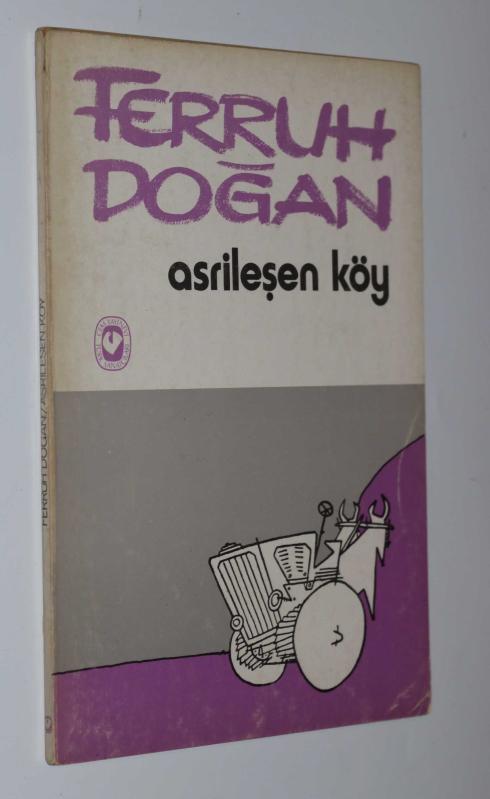 FERRUH
DOĞAN
asrileşen köy
FERRUH DOĞAN/ASRİLEŞEN KÖY